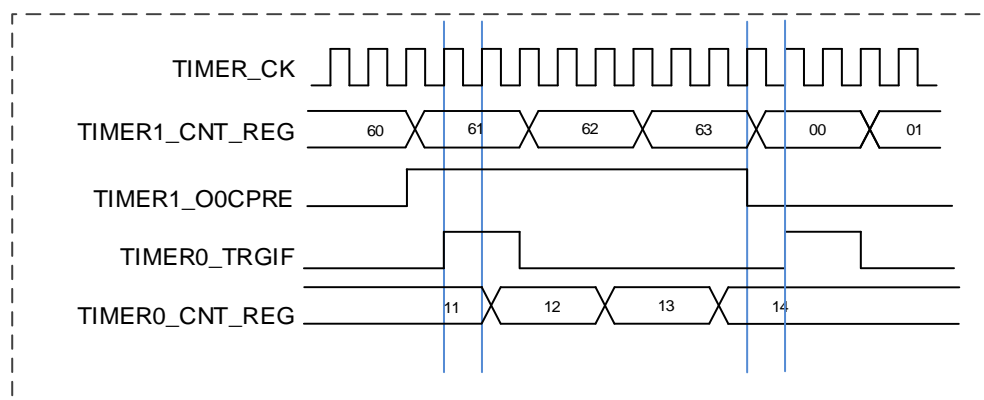 TIMER_CK
TIMER1_CNT_REG 60 61 62 63 00 01
TIMER1_O0CPRE
TIMER0_TRGIF
TIMER0_CNT_REG 11 12 13 14